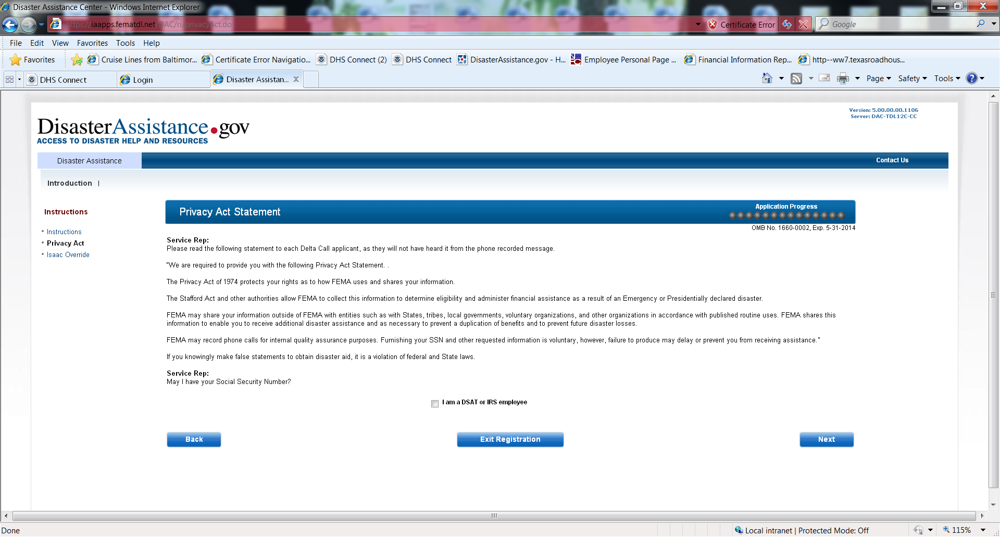 Disaster Assistance Center - Windows Internet Explorer
https://iaapps.fematdl.net/DAC/ri/privacyAct.do
Certificate Error
Google
File Edit View Favorites Tools Help
Favorites
Cruise Lines from Baltimor...
Certificate Error Navigatio...
DHS Connect (2)
DHS Connect
DisasterAssistance.gov - H...
Employee Personal Page ...
Financial Information Rep...
http--ww7.texasroadhous...
DHS Connect
Login
Disaster Assistan...
Page
Safety
Tools
Version: 5.00.00.00.1106
Server: DAC-TDL12C-CC
DisasterAssistance.gov
ACCESS TO DISASTER HELP AND RESOURCES
Disaster Assistance
Contact Us
Introduction |
Instructions
Instructions
Privacy Act
Isaac Override
Privacy Act Statement
Application Progress
OMB No. 1660-0002, Exp. 5-31-2014
Service Rep:
Please read the following statement to each Delta Call applicant, as they will not have heard it from the phone recorded message.
"We are required to provide you with the following Privacy Act Statement. .
The Privacy Act of 1974 protects your rights as to how FEMA uses and shares your information.
The Stafford Act and other authorities allow FEMA to collect this information to determine eligibility and administer financial assistance as a result of an Emergency or Presidentially declared disaster.
FEMA may share your information outside of FEMA with entities such as with States, tribes, local governments, voluntary organizations, and other organizations in accordance with published routine uses. FEMA shares this
information to enable you to receive additional disaster assistance and as necessary to prevent a duplication of benefits and to prevent future disaster losses.
FEMA may record phone calls for internal quality assurance purposes. Furnishing your SSN and other requested information is voluntary, however, failure to produce may delay or prevent you from receiving assistance."
If you knowingly make false statements to obtain disaster aid, it is a violation of federal and State laws.
Service Rep:
May I have your Social Security Number?
I am a DSAT or IRS employee
Back
Exit Registration
Next
Done
Local intranet | Protected Mode: Off
115%